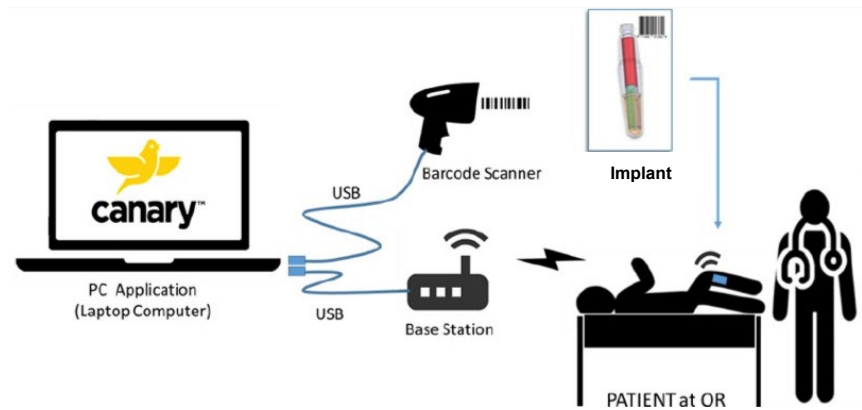 canary™
PC Application
(Laptop Computer)
USB
USB
Barcode Scanner
Base Station
Implant
PATIENT at OR